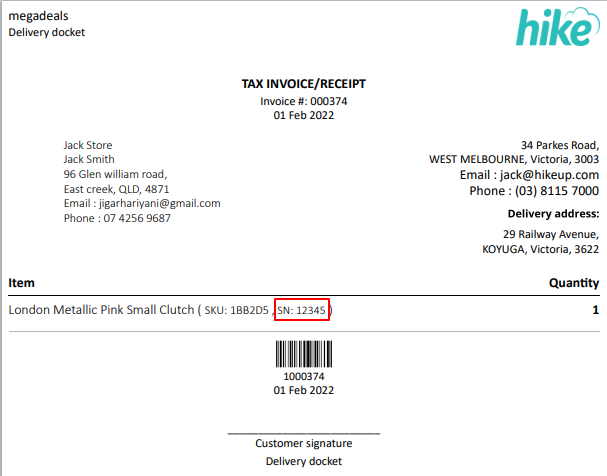 megadeals
Delivery docket
hike
TAX INVOICE/RECEIPT
Invoice #: 000374
01 Feb 2022
Jack Store
Jack Smith
96 Glen william road,
East creek, QLD, 4871
Email : jigarhariyani@gmail.com
Phone : 07 4256 9687
34 Parkes Road,
WEST MELBOURNE, Victoria, 3003
Email : jack@hikeup.com
Phone : (03) 8115 7000
Delivery address:
29 Railway Avenue,
KOYUGA, Victoria, 3622
Item Quantity
London Metallic Pink Small Clutch ( SKU: 1BB2D5 , SN: 12345 ) 1
1000374
01 Feb 2022
Customer signature
Delivery docket